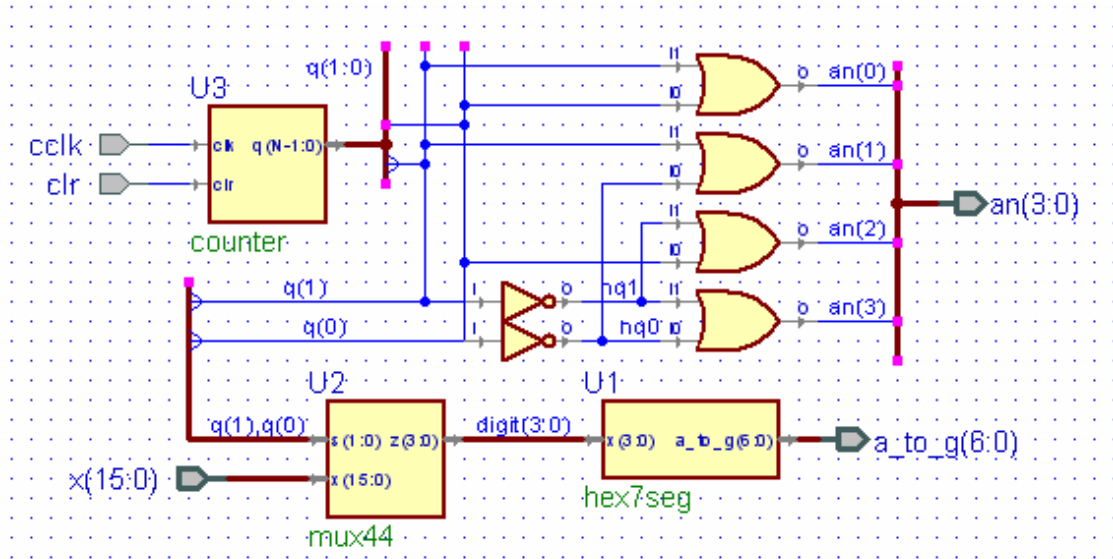 q(1:0)
I1
I0
o
an(0)
U3
cclk
clk
q(N-1:0)
clr
clr
counter
I1
I0
o
an(1)
I1
I0
o
an(2)
an(3:0)
q(1)
I
o
hq1
I1
o
an(3)
q(0)
I
o
hq0
I0
U2
U1
q(1),q(0)
s(1:0)
z(3:0)
digit(3:0)
x(3:0)
a_to_g(6:0)
a_to_g(6:0)
x(15:0)
x(15:0)
hex7seg
mux44